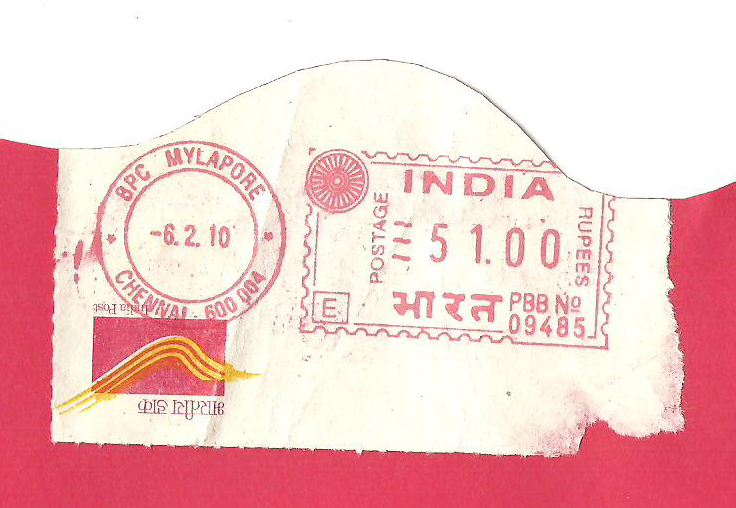 BPC MYLAPORE
-6.2.10
CHENNAI. 600 004
INDIA
POSTAGE
51.00
RUPEES
E
भारत
PBB No
09485
India Post
भारतीय डाक